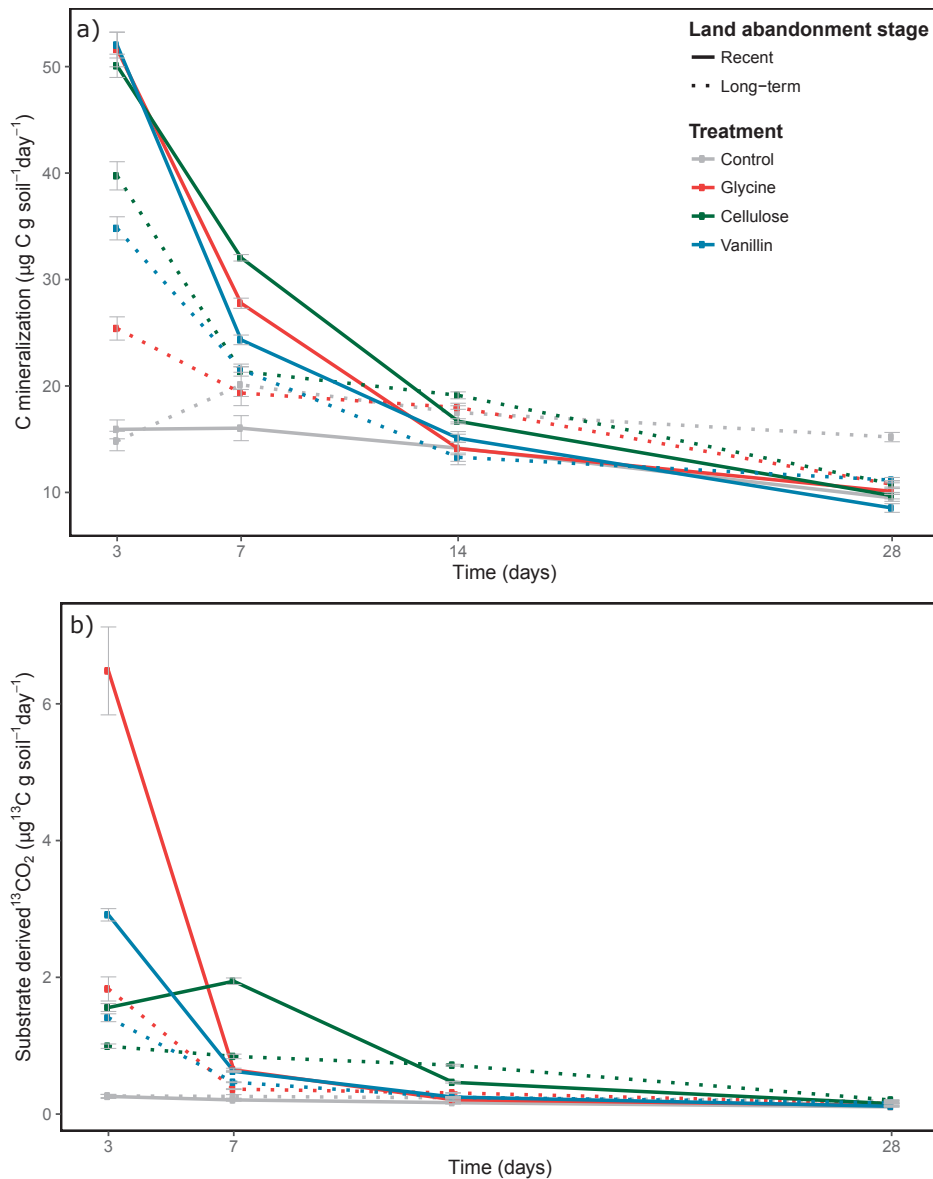 a)
Land abandonment stage
Recent
Long−term
Treatment
Control
Glycine
Cellulose
Vanillin
C mineralization (µg C g soil⁻¹day⁻¹)
50
40
30
20
10
3 7 14 28
Time (days)
b)
Substrate derived¹³CO₂ (µg¹³C g soil⁻¹day⁻¹)
6
4
2
0
3 7 28
Time (days)